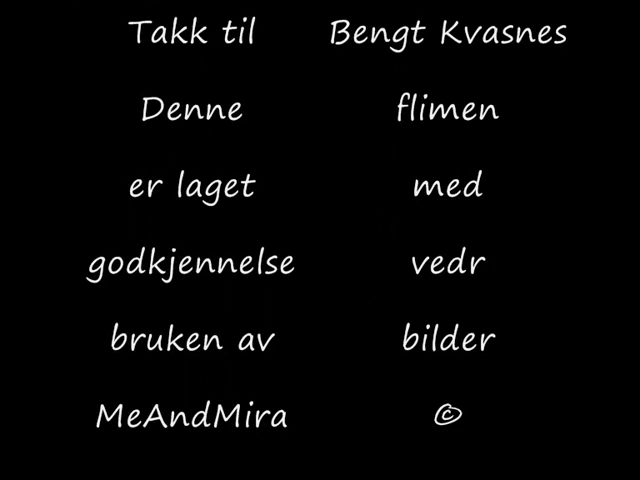 Takk til Bengt Kvasnes
Denne flimen
er laget med
godkjennelse vedr
bruken av bilder
MeAndMira ©